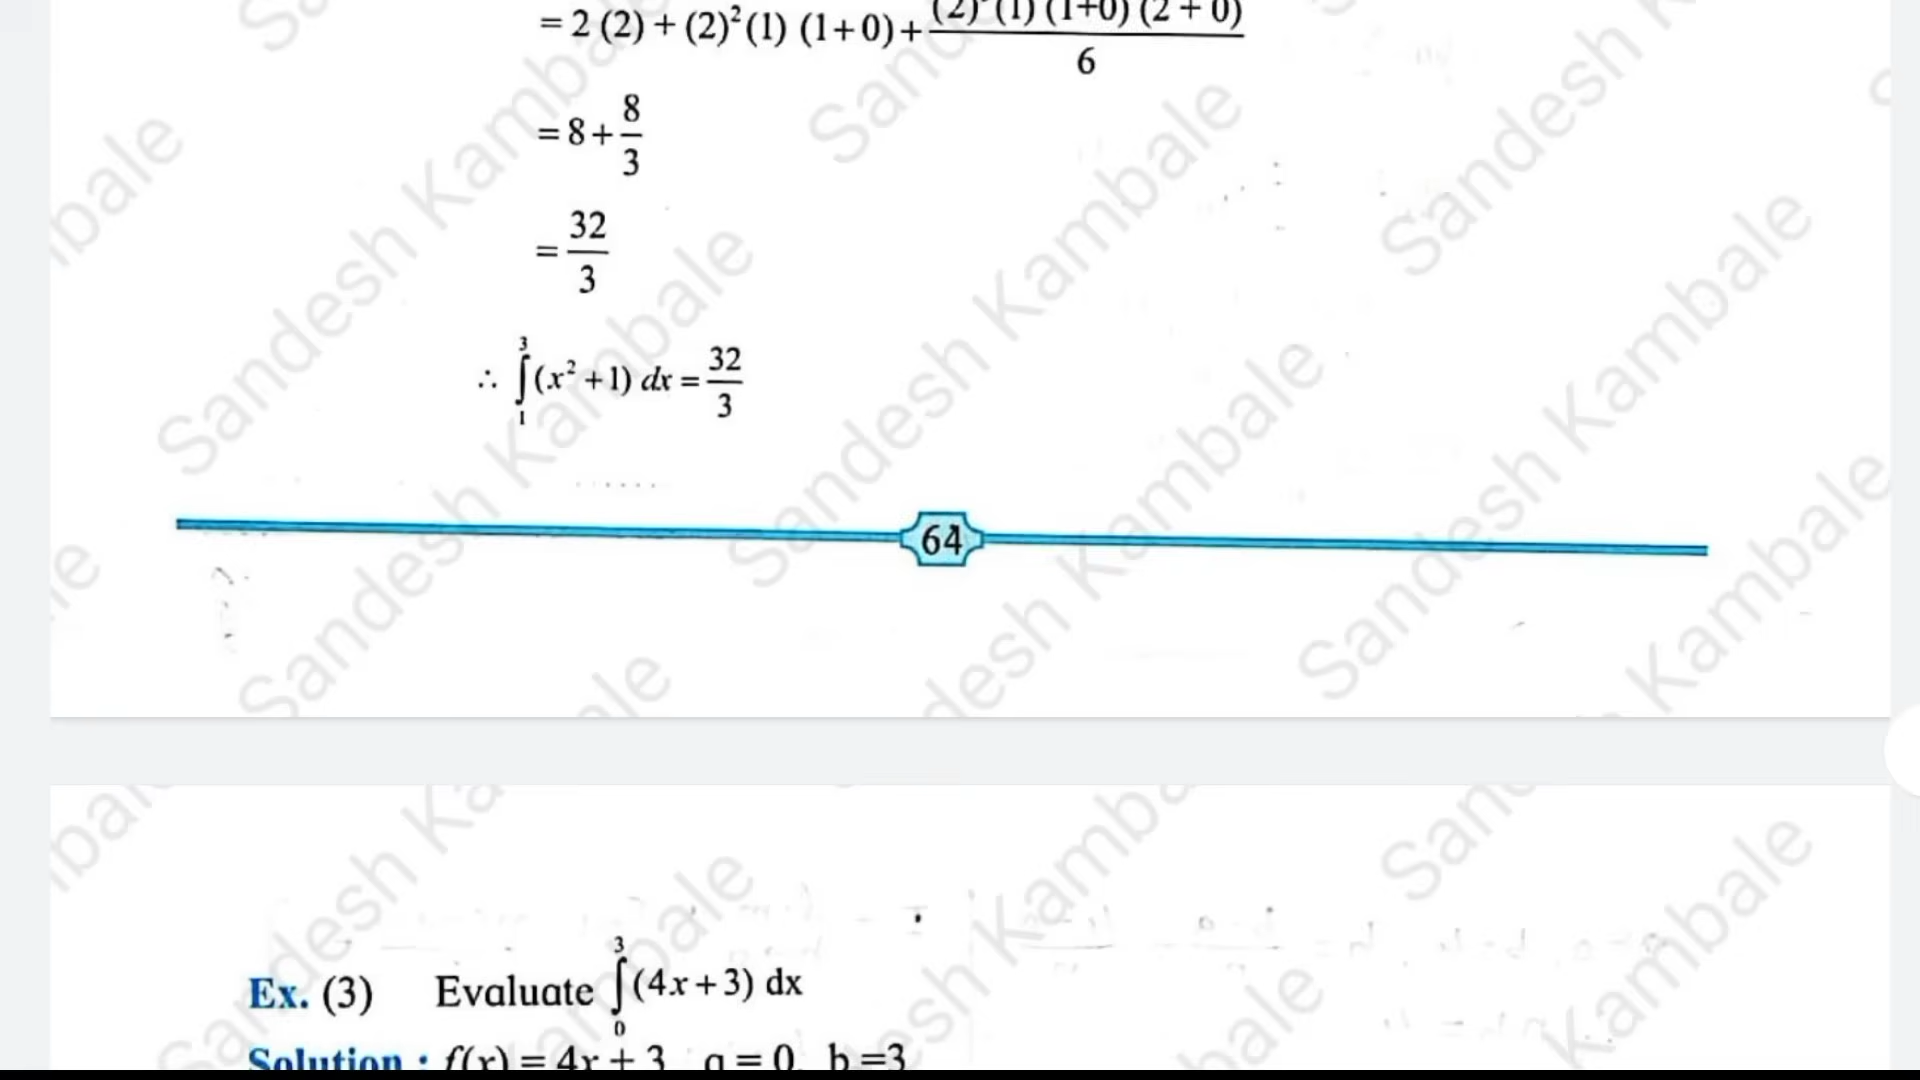 = 2 (2) + (2)² (1) (1+0) + (2)³ (1) (1+0) (2+0) / 6
= 8 + 8/3
= 32/3
∴ ∫₁³ (x² + 1) dx = 32/3
64
Ex. (3) Evaluate ∫₀³ (4x + 3) dx
Solution : f(x) = 4x + 3 a = 0 b = 3
Sandesh Kambale